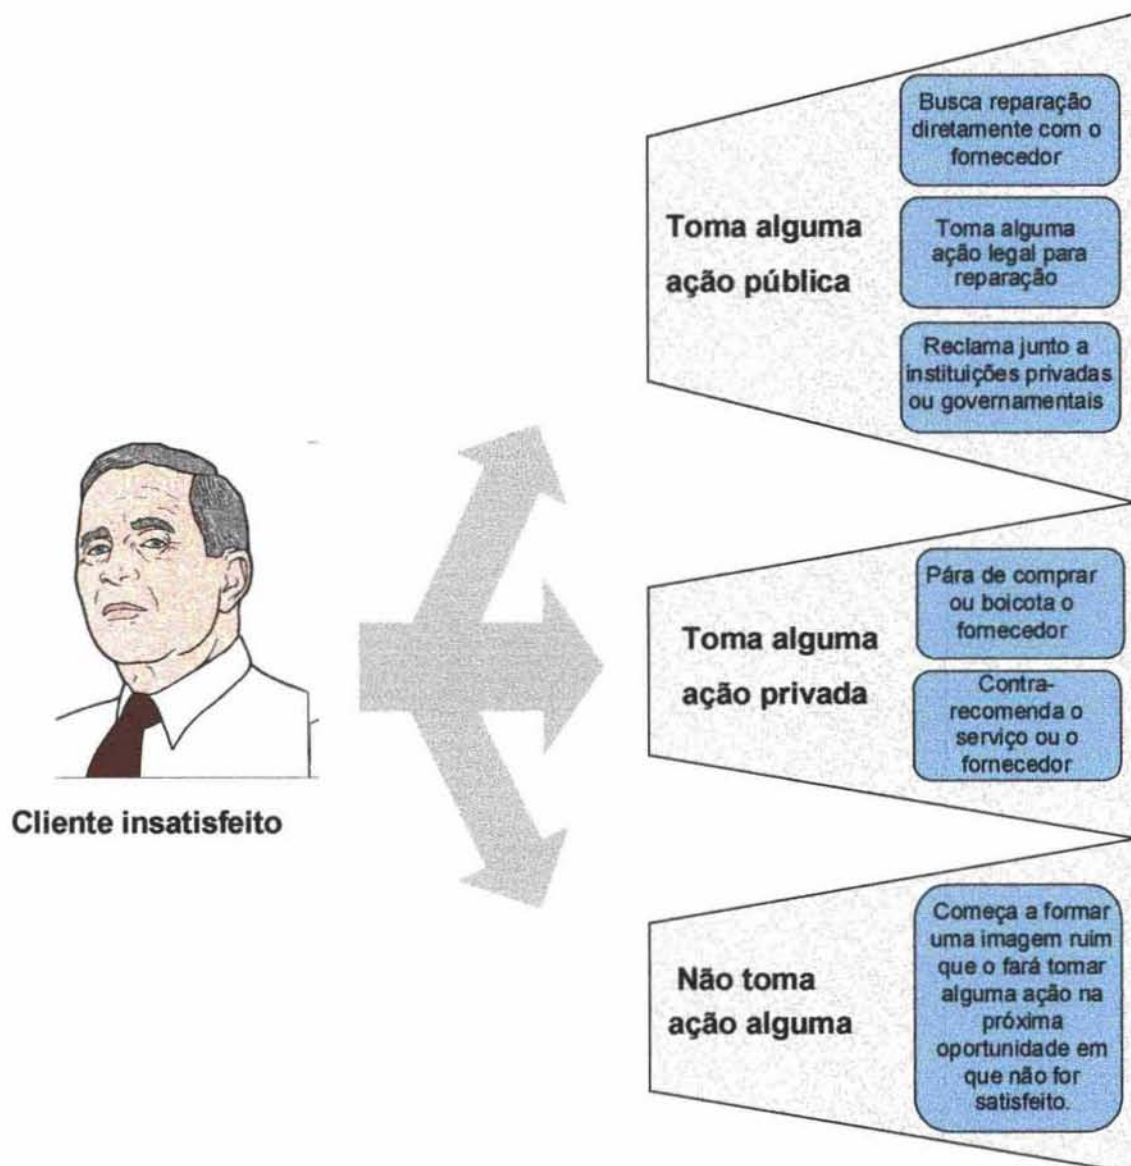 Busca reparação
diretamente com o
fornecedor
Toma alguma
ação pública
Toma alguma
ação legal para
reparação
Reclama junto a
instituições privadas
ou governamentais
Cliente insatisfeito
Toma alguma
ação privada
Pára de comprar
ou boicota o
fornecedor
Contra-
recomenda o
serviço ou o
fornecedor
Não toma
ação alguma
Começa a formar
uma imagem ruim
que o fará tomar
alguma ação na
próxima
oportunidade em
que não for
satisfeito.